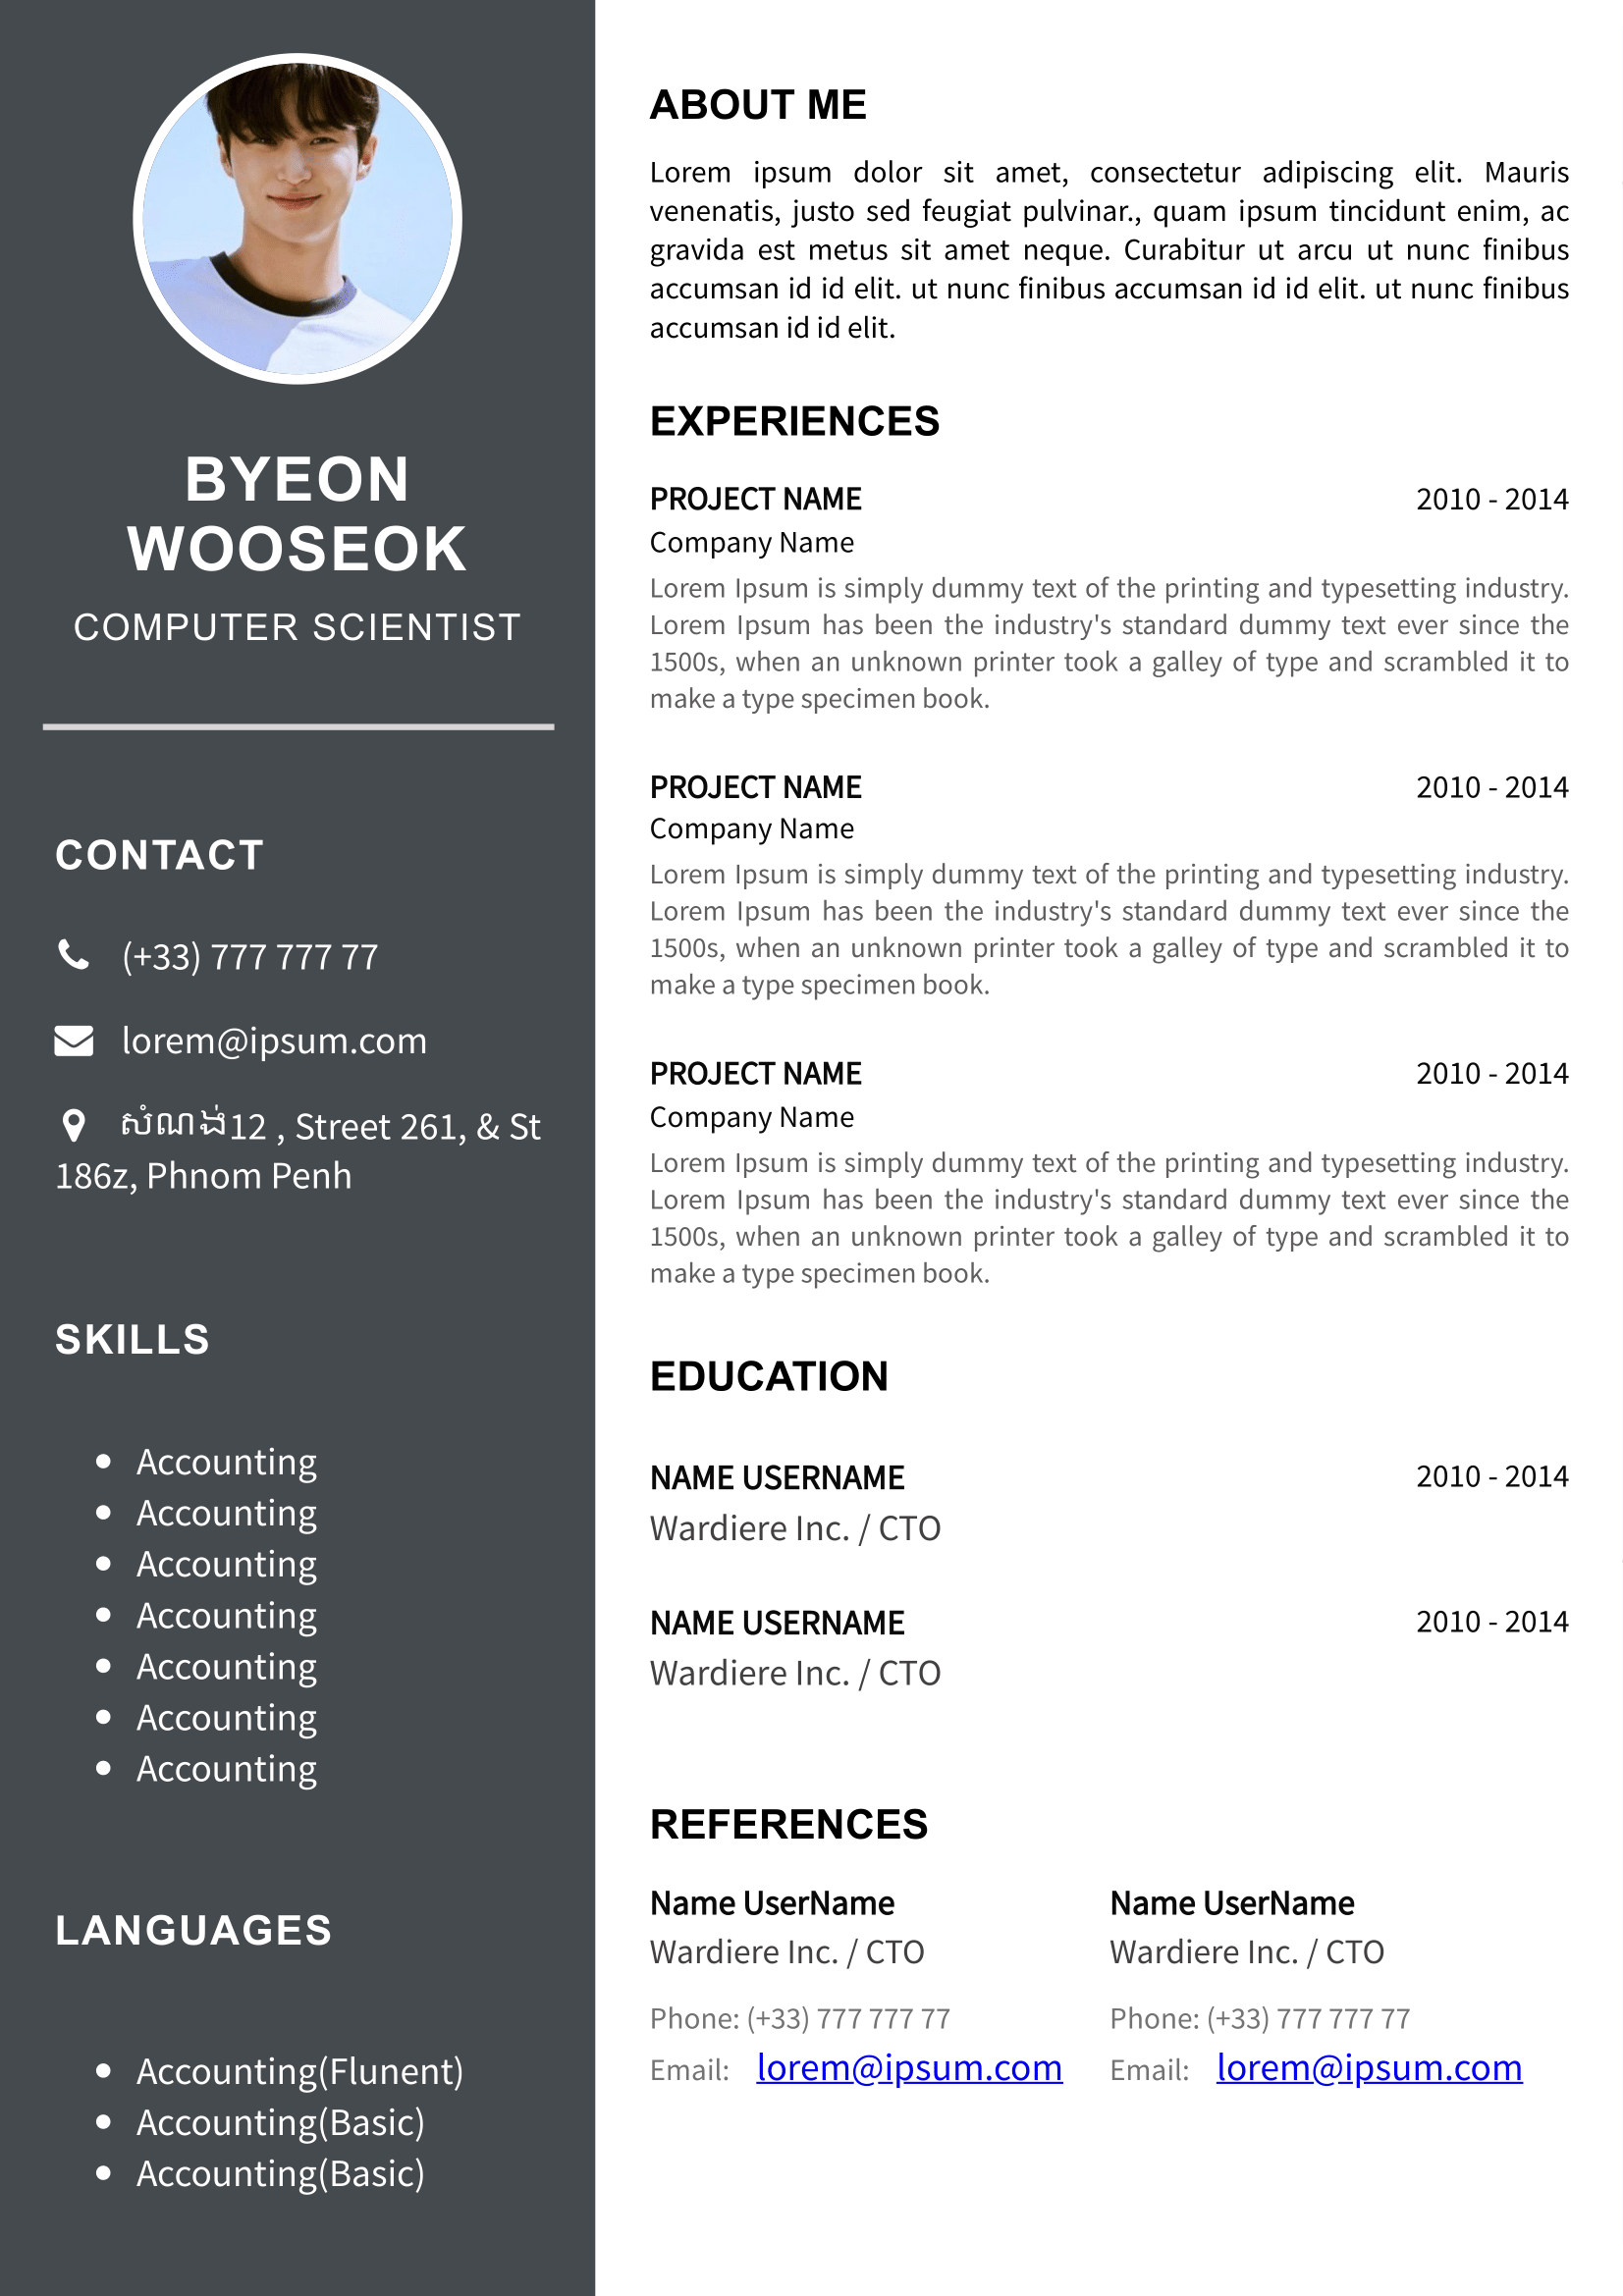 BYEON
WOOSEOK
COMPUTER SCIENTIST
CONTACT
(+33) 777 777 77
lorem@ipsum.com
សំណង់12 , Street 261, & St
186z, Phnom Penh
SKILLS
Accounting
Accounting
Accounting
Accounting
Accounting
Accounting
Accounting
LANGUAGES
Accounting(Flunent)
Accounting(Basic)
Accounting(Basic)
ABOUT ME
Lorem ipsum dolor sit amet, consectetur adipiscing elit. Mauris
venenatis, justo sed feugiat pulvinar., quam ipsum tincidunt enim, ac
gravida est metus sit amet neque. Curabitur ut arcu ut nunc finibus
accumsan id id elit. ut nunc finibus accumsan id id elit. ut nunc finibus
accumsan id id elit.
EXPERIENCES
PROJECT NAME 2010 - 2014
Company Name
Lorem Ipsum is simply dummy text of the printing and typesetting industry.
Lorem Ipsum has been the industry's standard dummy text ever since the
1500s, when an unknown printer took a galley of type and scrambled it to
make a type specimen book.
PROJECT NAME 2010 - 2014
Company Name
Lorem Ipsum is simply dummy text of the printing and typesetting industry.
Lorem Ipsum has been the industry's standard dummy text ever since the
1500s, when an unknown printer took a galley of type and scrambled it to
make a type specimen book.
PROJECT NAME 2010 - 2014
Company Name
Lorem Ipsum is simply dummy text of the printing and typesetting industry.
Lorem Ipsum has been the industry's standard dummy text ever since the
1500s, when an unknown printer took a galley of type and scrambled it to
make a type specimen book.
EDUCATION
NAME USERNAME 2010 - 2014
Wardiere Inc. / CTO
NAME USERNAME 2010 - 2014
Wardiere Inc. / CTO
REFERENCES
Name UserName
Wardiere Inc. / CTO
Phone: (+33) 777 777 77
Email: lorem@ipsum.com
Name UserName
Wardiere Inc. / CTO
Phone: (+33) 777 777 77
Email: lorem@ipsum.com